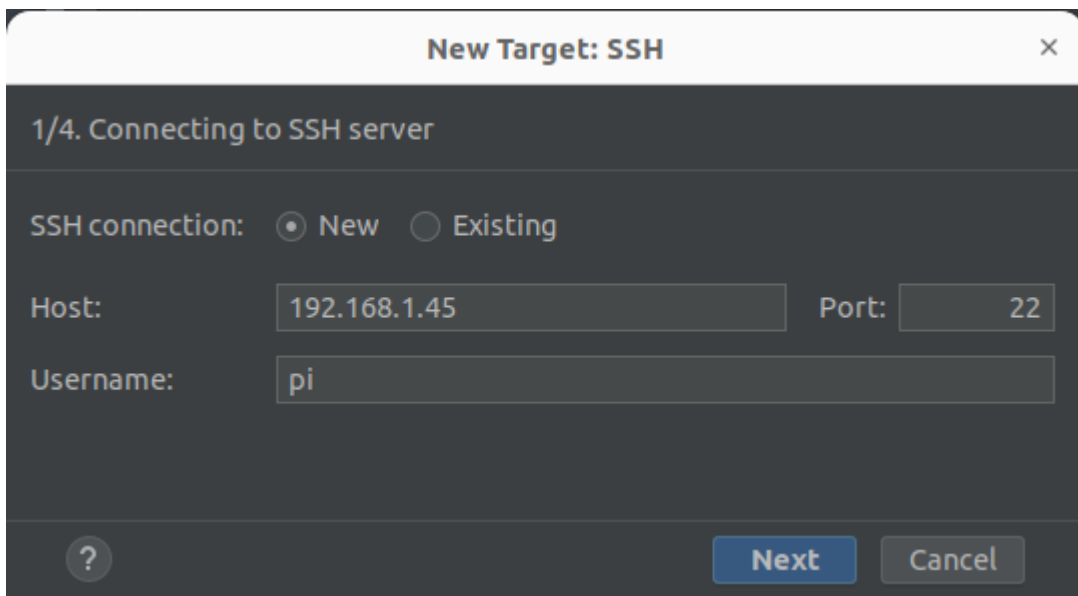 New Target: SSH ×
1/4. Connecting to SSH server
SSH connection: New Existing
Host: 192.168.1.45 Port: 22
Username: pi
? Next Cancel